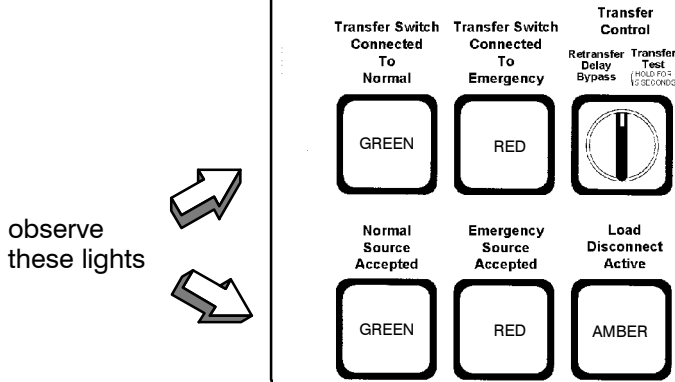 Transfer Switch
Connected
To
Normal
Transfer Switch
Connected
To
Emergency
Transfer
Control
Retransfer
Delay
Bypass
Transfer
Test
(HOLD FOR
15 SECONDS
GREEN
RED
observe
these lights
Normal
Source
Accepted
Emergency
Source
Accepted
Load
Disconnect
Active
GREEN
RED
AMBER